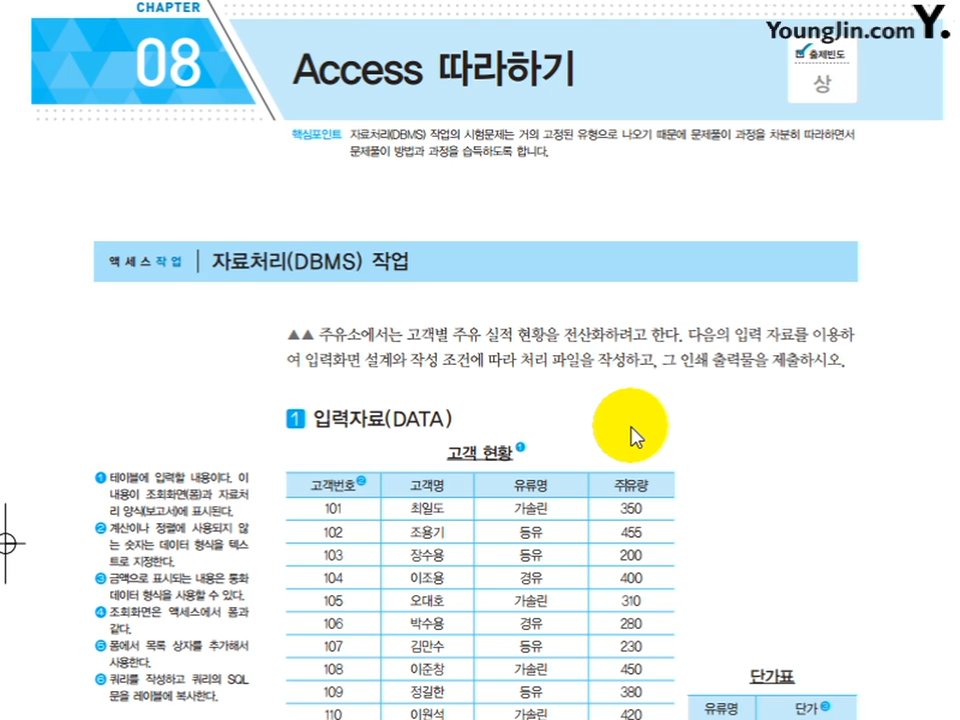 CHAPTER
08
Access 따라하기
YoungJin.com Y.
출제빈도
상
핵심포인트 자료처리(DBMS) 작업의 시험문제는 거의 고정된 유형으로 나오기 때문에 문제풀이 과정을 차분히 따라하면서
문제풀이 방법과 과정을 습득하도록 합니다.
액세스작업 자료처리(DBMS) 작업
▲▲ 주유소에서는 고객별 주유 실적 현황을 전산화하려고 한다. 다음의 입력 자료를 이용하
여 입력화면 설계와 작성 조건에 따라 처리 파일을 작성하고, 그 인쇄 출력물을 제출하시오.
1 입력자료(DATA)
고객 현황 ❶
고객번호 ❷ 고객명 유류명 주유량
101 최일도 가솔린 350
102 조용기 등유 455
103 장수용 등유 200
104 이조용 경유 400
105 오대호 가솔린 310
106 박수용 경유 280
107 김만수 등유 230
108 이준창 가솔린 450
109 정길한 등유 380
110 이원석 가솔린 420
❶ 테이블에 입력할 내용이다. 이
내용이 조회화면(폼)과 자료처
리 양식(보고서)에 표시된다.
❷ 계산이나 정렬에 사용되지 않
는 숫자는 데이터 형식을 텍스
트로 지정한다.
❸ 금액으로 표시되는 내용은 통화
데이터 형식을 사용할 수 있다.
❹ 조회화면은 액세스에서 폼과
같다.
❺ 폼에서 목록 상자를 추가해서
사용한다.
❻ 쿼리를 작성하고 쿼리의 SQL
문을 레이블에 복사한다.
단가표
유류명 단가 ❸